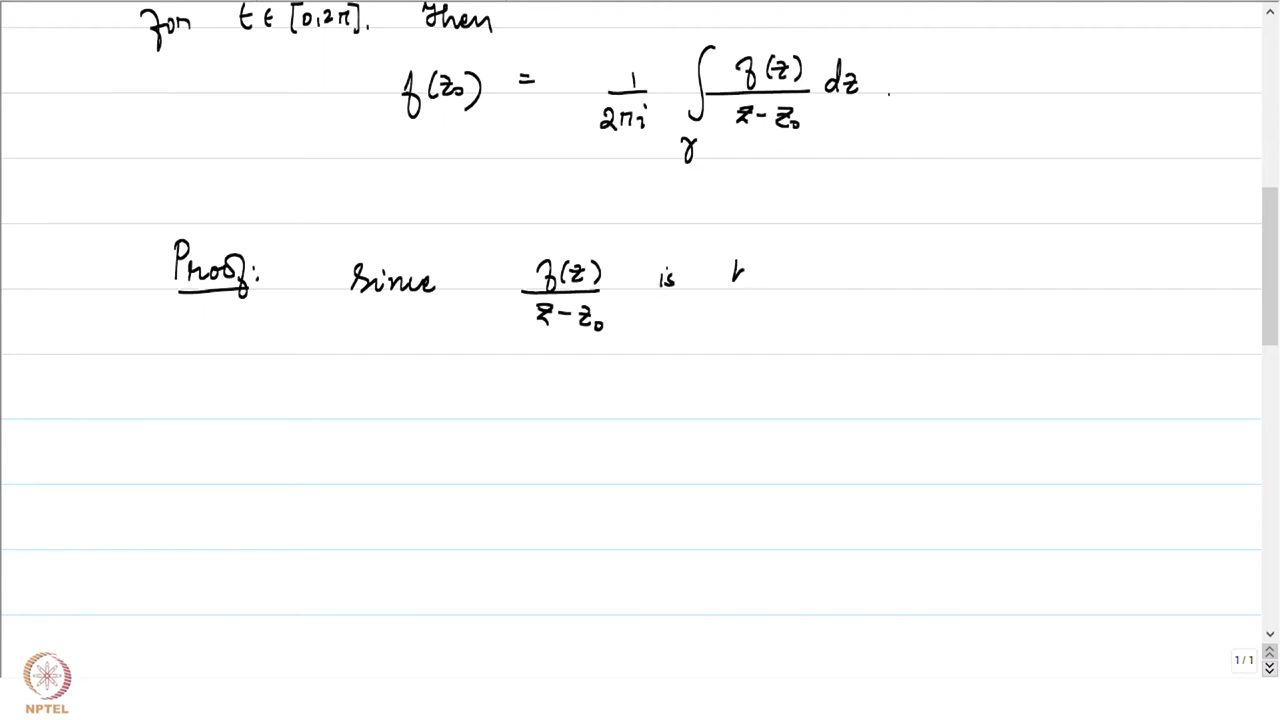 for t ∈ [0,2π]. Then
f(z₀) = 1/2πi ∫_γ f(z)/z-z₀ dz .
Proof: Since f(z)/z-z₀ is
1 / 1
NPTEL